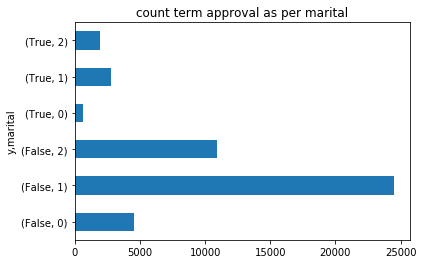 count term approval as per marital
y,marital
(True, 2)
(True, 1)
(True, 0)
(False, 2)
(False, 1)
(False, 0)
0 5000 10000 15000 20000 25000